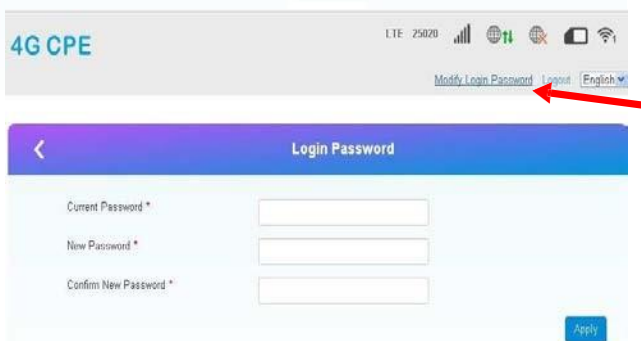 LTE 25020
4G CPE
1
Modify Login Password Logout English
Login Password
Current Password *
New Password *
Confirm New Password *
Apply